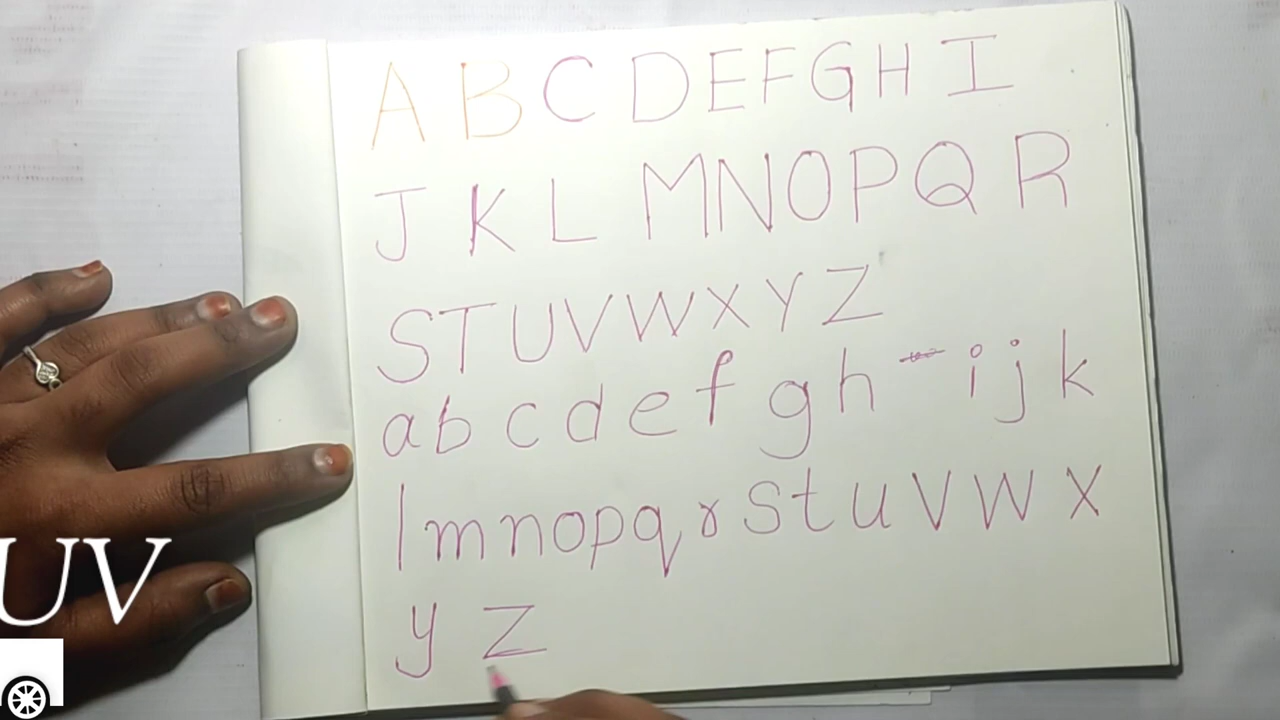 A B C D E F G H I
J K L M N O P Q R
S T U V W X Y Z
a b c d e f g h i j k
l m n o p q r s t u v w x
y z
UV